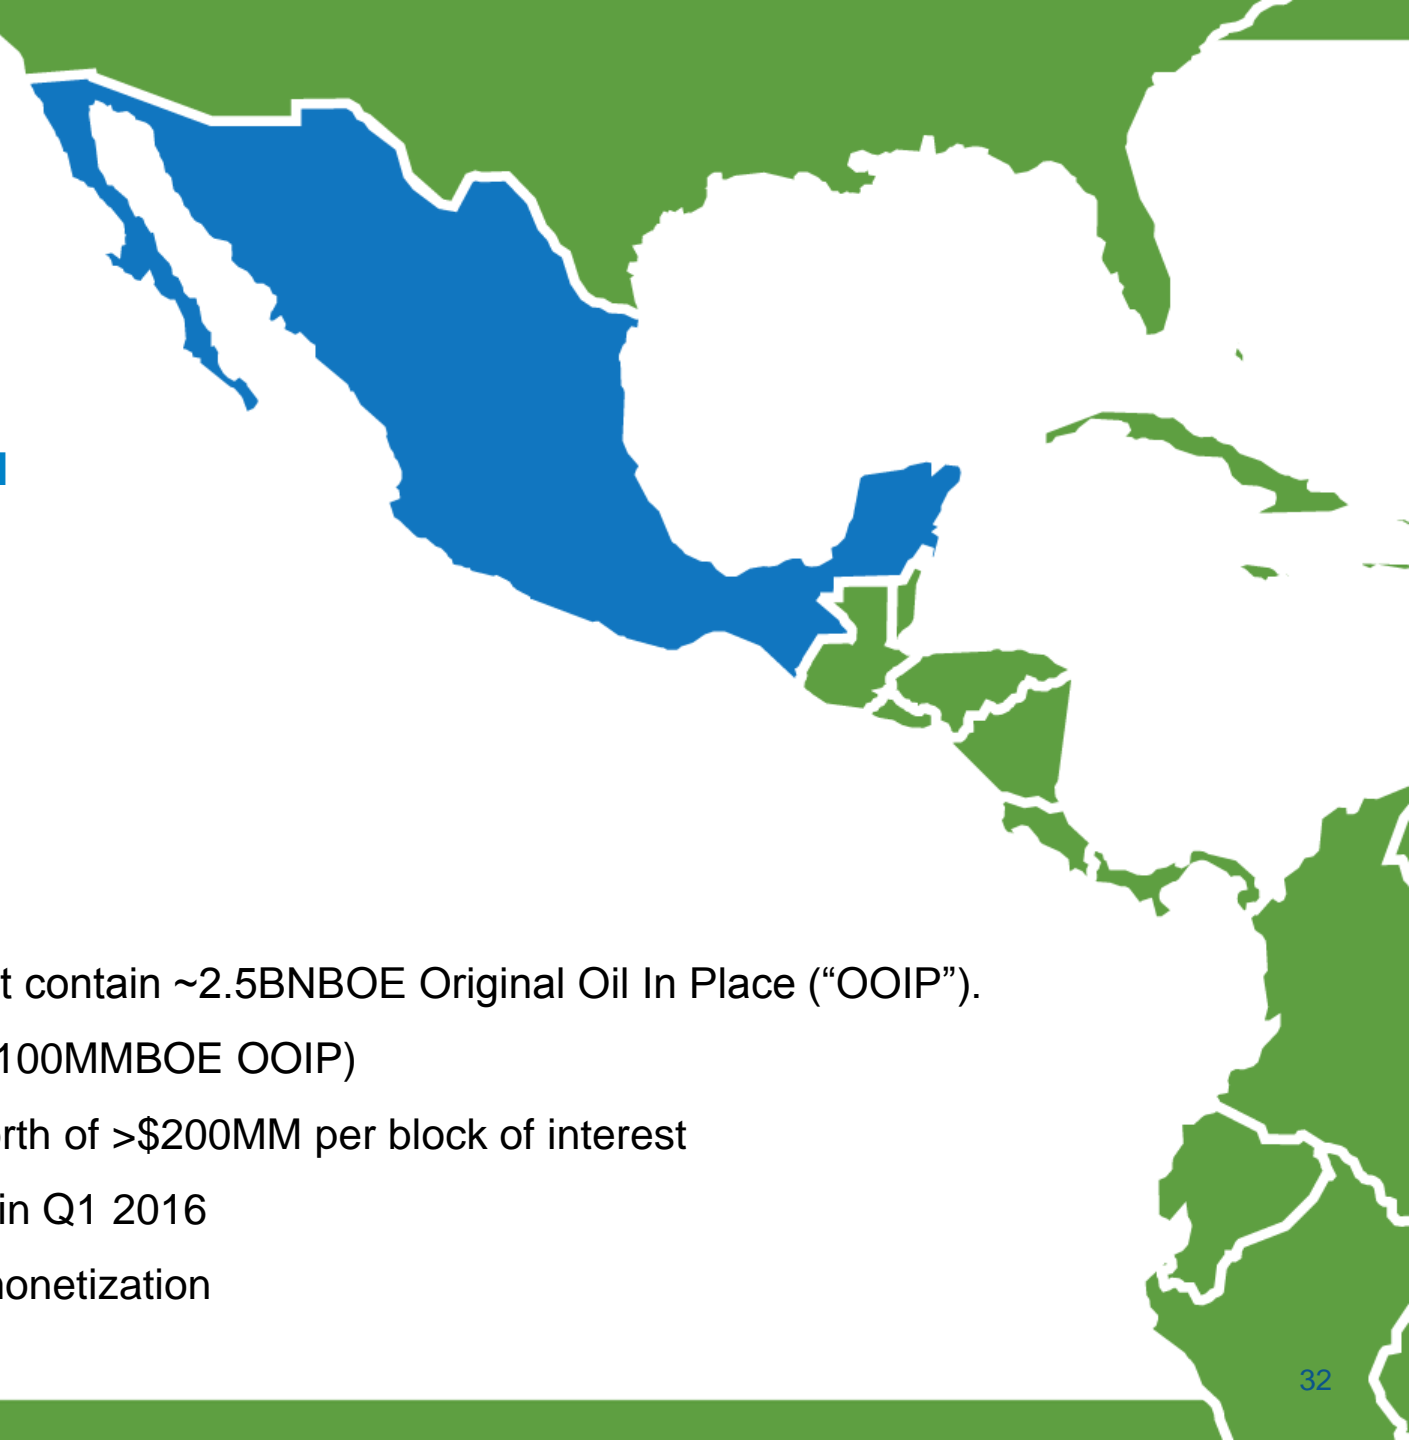 t contain ~2.5BNBOE Original Oil In Place (“OOIP”).
100MMBOE OOIP)
rth of >$200MM per block of interest
in Q1 2016
onetization
32